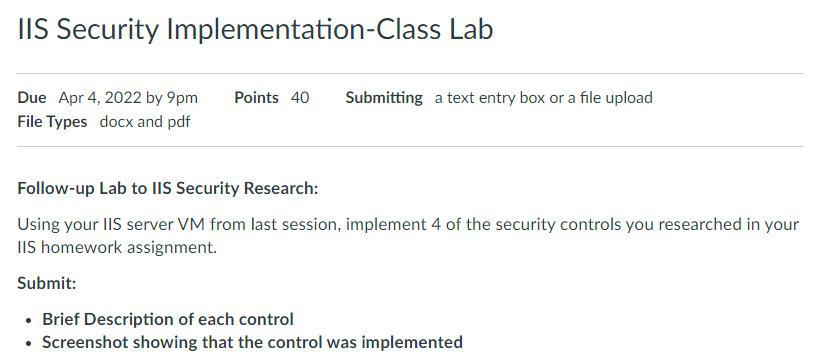 IIS Security Implementation-Class Lab
Due Apr 4, 2022 by 9pm Points 40 Submitting a text entry box or a file upload
File Types docx and pdf
Follow-up Lab to IIS Security Research:
Using your IIS server VM from last session, implement 4 of the security controls you researched in your
IIS homework assignment.
Submit:
• Brief Description of each control
• Screenshot showing that the control was implemented